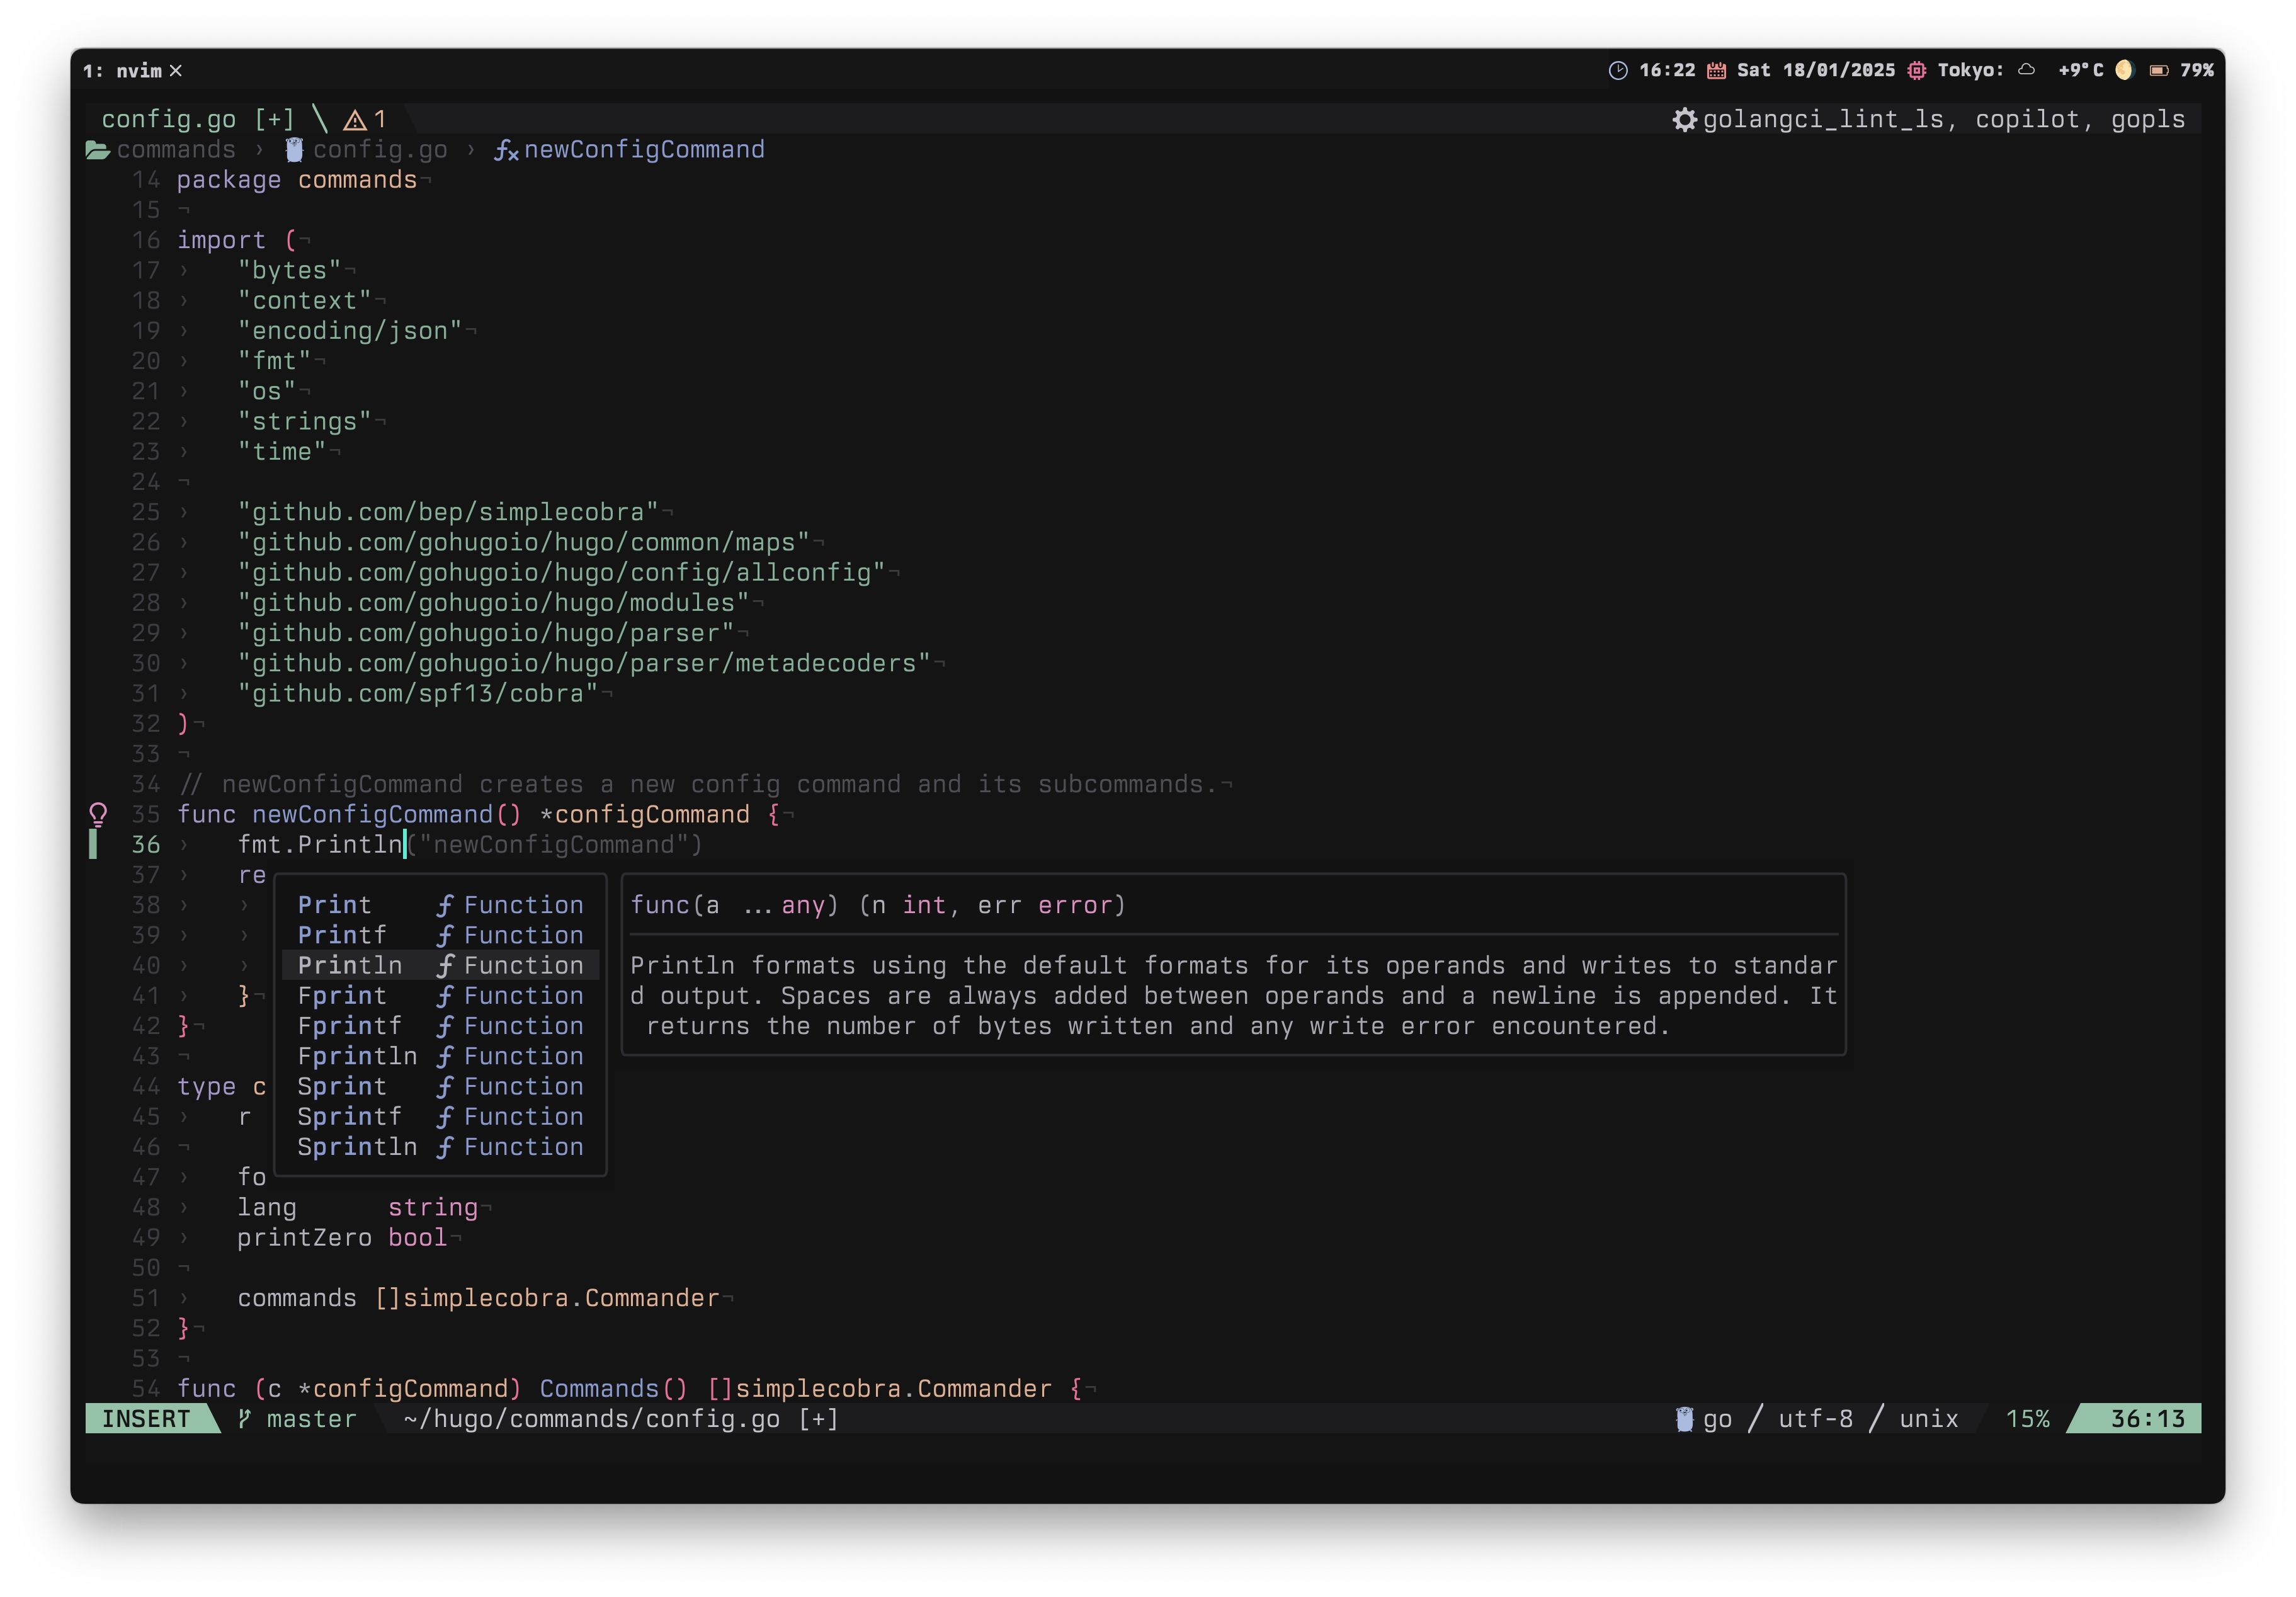 1: nvim × 16:22 Sat 18/01/2025 Tokyo: +9°C 79%
config.go [+] \ 1 golangci_lint_ls, copilot, gopls
commands › config.go › newConfigCommand
14 package commands¬
15 ¬
16 import (¬
17 › "bytes"¬
18 › "context"¬
19 › "encoding/json"¬
20 › "fmt"¬
21 › "os"¬
22 › "strings"¬
23 › "time"¬
24 ¬
25 › "github.com/bep/simplecobra"¬
26 › "github.com/gohugoio/hugo/common/maps"¬
27 › "github.com/gohugoio/hugo/config/allconfig"¬
28 › "github.com/gohugoio/hugo/modules"¬
29 › "github.com/gohugoio/hugo/parser"¬
30 › "github.com/gohugoio/hugo/parser/metadecoders"¬
31 › "github.com/spf13/cobra"¬
32 )¬
33 ¬
34 // newConfigCommand creates a new config command and its subcommands.¬
35 func newConfigCommand() *configCommand {¬
36 › fmt.Println("newConfigCommand")
37 › re
38 › › Print ƒ Function func(a ...any) (n int, err error)
39 › › Printf ƒ Function
40 › › Println ƒ Function Println formats using the default formats for its operands and writes to standar
41 › }¬ Fprint ƒ Function d output. Spaces are always added between operands and a newline is appended. It
42 }¬ Fprintf ƒ Function returns the number of bytes written and any write error encountered.
43 ¬ Fprintln ƒ Function
44 type c Sprint ƒ Function
45 › r Sprintf ƒ Function
46 ¬ Sprintln ƒ Function
47 › fo
48 › lang string¬
49 › printZero bool¬
50 ¬
51 › commands []simplecobra.Commander¬
52 }¬
53 ¬
54 func (c *configCommand) Commands() []simplecobra.Commander {¬
INSERT master ~/hugo/commands/config.go [+] go / utf-8 / unix 15% 36:13